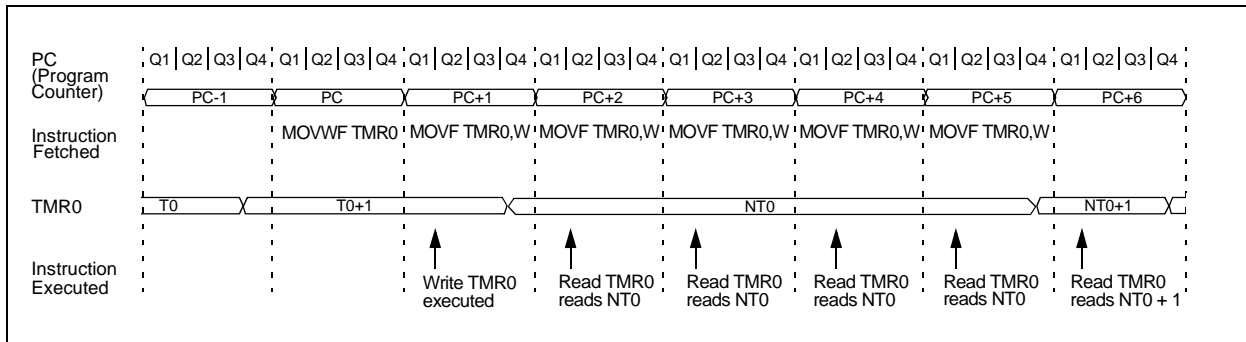 PC
(Program
Counter)
Q1 Q2 Q3 Q4 Q1 Q2 Q3 Q4 Q1 Q2 Q3 Q4 Q1 Q2 Q3 Q4 Q1 Q2 Q3 Q4 Q1 Q2 Q3 Q4 Q1 Q2 Q3 Q4 Q1 Q2 Q3 Q4
PC-1 PC PC+1 PC+2 PC+3 PC+4 PC+5 PC+6
Instruction
Fetched
MOVWF TMR0 MOVF TMR0,W MOVF TMR0,W MOVF TMR0,W MOVF TMR0,W MOVF TMR0,W
TMR0
T0 T0+1 NT0 NT0+1
Instruction
Executed
Write TMR0
executed
Read TMR0
reads NT0
Read TMR0
reads NT0
Read TMR0
reads NT0
Read TMR0
reads NT0
Read TMR0
reads NT0 + 1